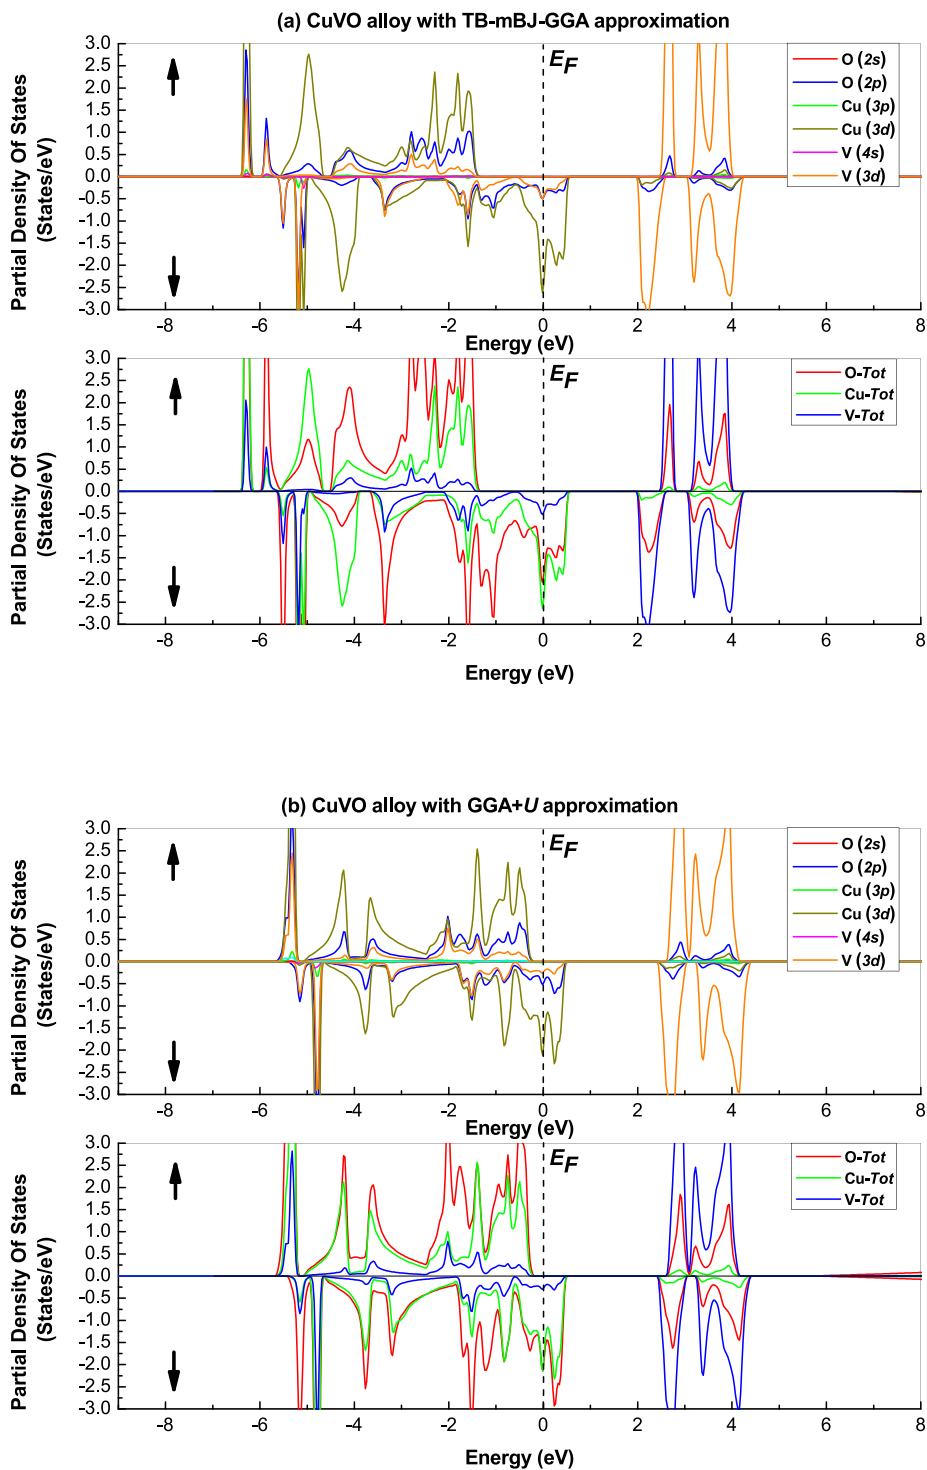 (a) CuVO alloy with TB-mBJ-GGA approximation
Partial Density Of States
(States/eV)
3.0
2.5
2.0
1.5
1.0
0.5
0.0
-0.5
-1.0
-1.5
-2.0
-2.5
-3.0
E_F
O (2s)
O (2p)
Cu (3p)
Cu (3d)
V (4s)
V (3d)
-8 -6 -4 -2 0 2 4 6 8
Energy (eV)
Partial Density Of States
(States/eV)
3.0
2.5
2.0
1.5
1.0
0.5
0.0
-0.5
-1.0
-1.5
-2.0
-2.5
-3.0
E_F
O-Tot
Cu-Tot
V-Tot
-8 -6 -4 -2 0 2 4 6 8
Energy (eV)
(b) CuVO alloy with GGA+U approximation
Partial Density Of States
(States/eV)
3.0
2.5
2.0
1.5
1.0
0.5
0.0
-0.5
-1.0
-1.5
-2.0
-2.5
-3.0
E_F
O (2s)
O (2p)
Cu (3p)
Cu (3d)
V (4s)
V (3d)
-8 -6 -4 -2 0 2 4 6 8
Energy (eV)
Partial Density Of States
(States/eV)
3.0
2.5
2.0
1.5
1.0
0.5
0.0
-0.5
-1.0
-1.5
-2.0
-2.5
-3.0
E_F
O-Tot
Cu-Tot
V-Tot
-8 -6 -4 -2 0 2 4 6 8
Energy (eV)